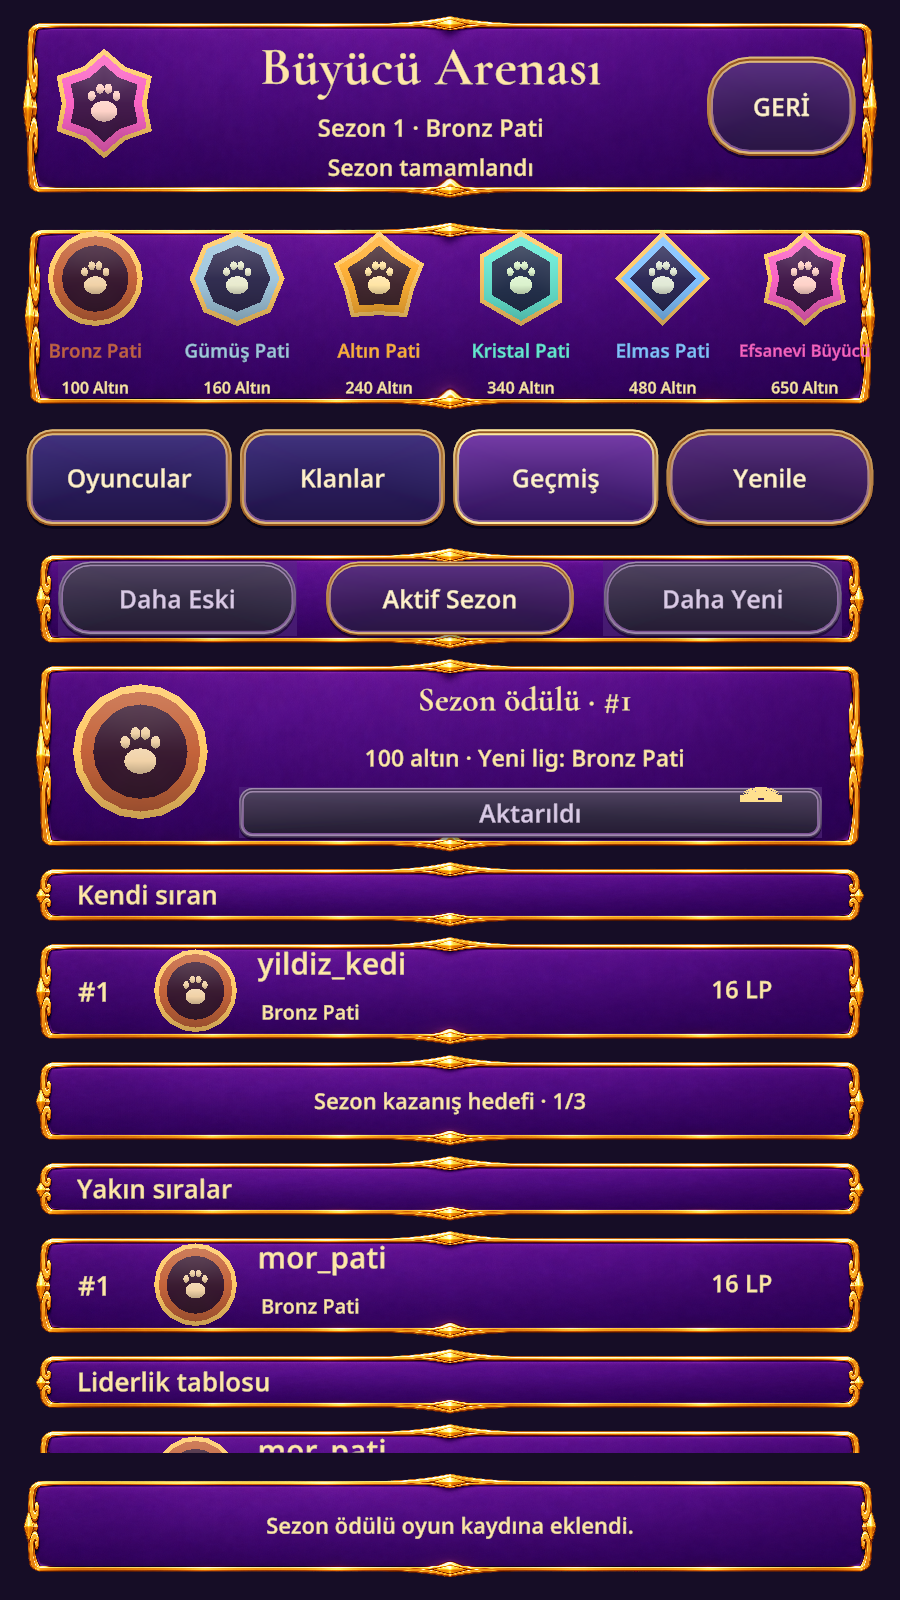 Büyücü Arenası
Sezon 1 · Bronz Pati
Sezon tamamlandı
GERİ
Bronz Pati
Gümüş Pati
Altın Pati
Kristal Pati
Elmas Pati
Efsanevi Büyücü
100 Altın
160 Altın
240 Altın
340 Altın
480 Altın
650 Altın
Oyuncular
Klanlar
Geçmiş
Yenile
Daha Eski
Aktif Sezon
Daha Yeni
Sezon ödülü · #1
100 altın · Yeni lig: Bronz Pati
Aktarıldı
Kendi sıran
#1
yildiz_kedi
Bronz Pati
16 LP
Sezon kazanış hedefi · 1/3
Yakın sıralar
#1
mor_pati
Bronz Pati
16 LP
Liderlik tablosu
mor_pati
Sezon ödülü oyun kaydına eklendi.